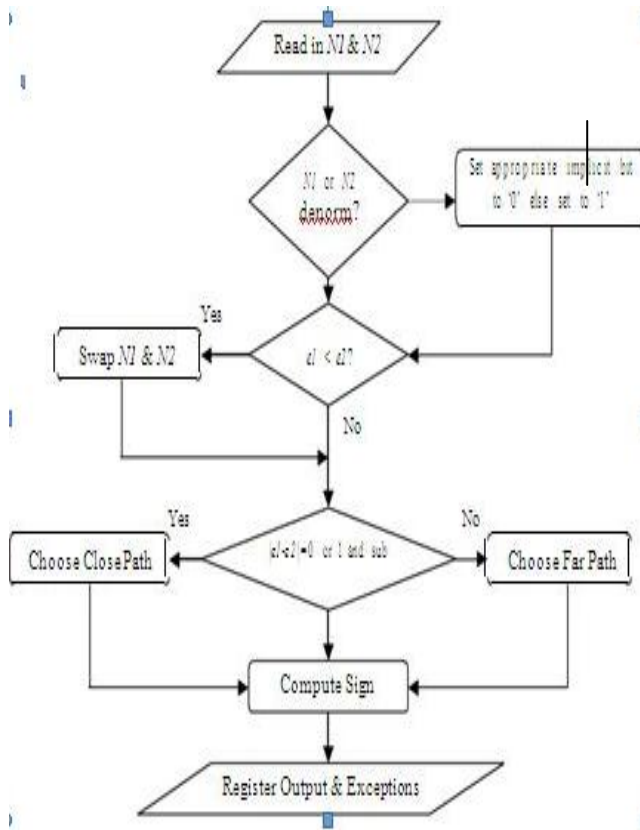 Read in N1 & N2
N1 or N2
denorm?
Set appropriate implicit bit
to '0' else set to '1'
Yes
Swap N1 & N2
e1 < e2?
No
Yes
No
Choose Close Path
|e1-e2|=0 or 1 and sub
Choose Far Path
Compute Sign
Register Output & Exceptions